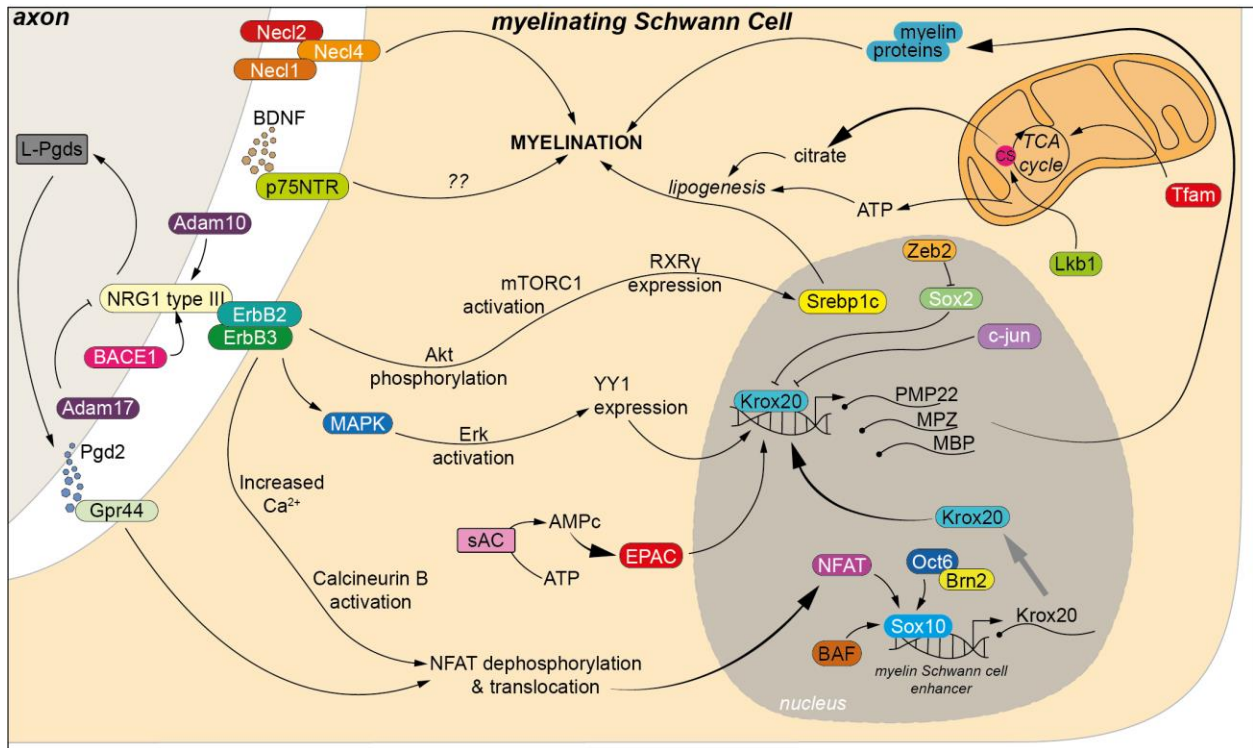 axon
myelinating Schwann Cell
Necl2
Necl4
Necl1
myelin
proteins
BDNF
L-Pgds
MYELINATION
citrate
CS
TCA
cycle
p75NTR
??
lipogenesis
ATP
Tfam
Adam10
Zeb2
Lkb1
RXRγ
expression
mTORC1
activation
NRG1 type III
ErbB2
ErbB3
Srebp1c
Sox2
c-jun
BACE1
Akt
phosphorylation
YY1
expression
Krox20
PMP22
MPZ
MBP
Adam17
MAPK
Erk
activation
Pgd2
Increased
Ca²⁺
Gpr44
AMPc
sAC
EPAC
ATP
Krox20
NFAT
Oct6
Brn2
Calcineurin B
activation
Sox10
Krox20
BAF
myelin Schwann cell
enhancer
NFAT dephosphorylation
& translocation
nucleus